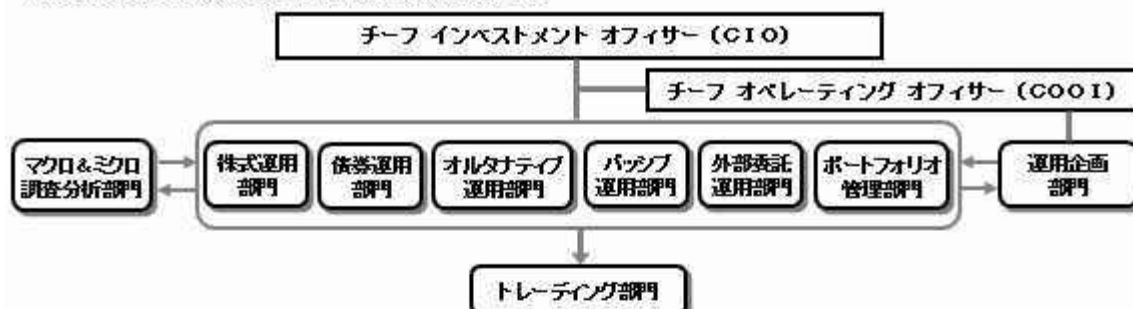 チーフ インベストメント オフィサー (CIO)
チーフ オペレーティング オフィサー (COOI)
マクロ&ミクロ
調査分析部門
株式運用
部門
債券運用
部門
オルタナティブ
運用部門
パッシブ
運用部門
外部委託
運用部門
ポートフォリオ
管理部門
運用企画
部門
トレーディング部門